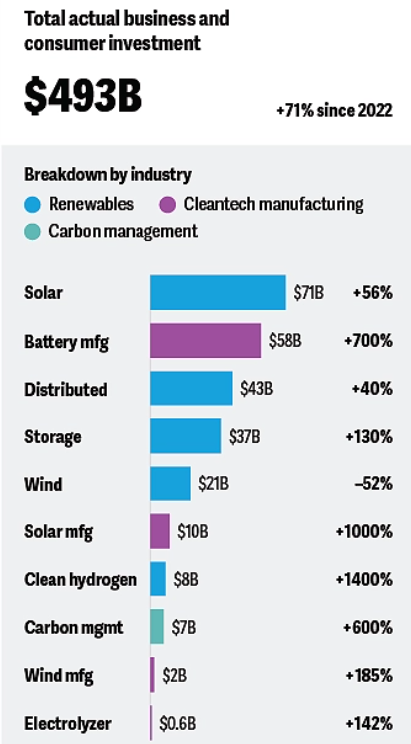 Total actual business and
consumer investment
$493B
+71% since 2022
Breakdown by industry
Renewables Cleantech manufacturing
Carbon management
Solar $71B +56%
Battery mfg $58B +700%
Distributed $43B +40%
Storage $37B +130%
Wind $21B –52%
Solar mfg $10B +1000%
Clean hydrogen $8B +1400%
Carbon mgmt $7B +600%
Wind mfg $2B +185%
Electrolyzer $0.6B +142%